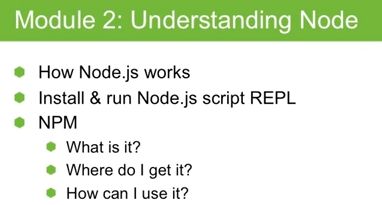 Module 2: Understanding Node
How Node.js works
Install & run Node.js script REPL
NPM
What is it?
Where do I get it?
How can I use it?